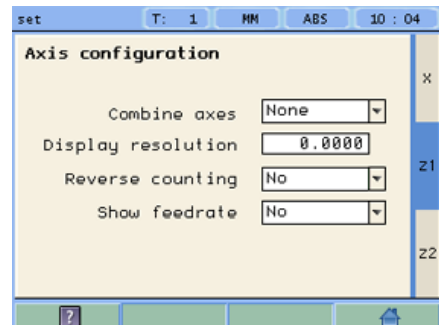 set T: 1 MM ABS 10 : 04
Axis configuration
X
Combine axes None
Display resolution 0.0000
Z1
Reverse counting No
Show feedrate No
Z2
?